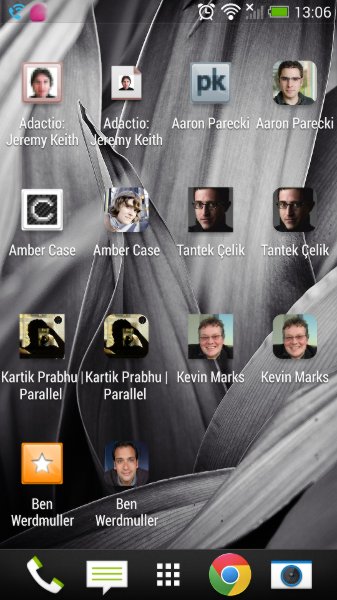 13:06
Adactio:
Jeremy Keith
Adactio:
Jeremy Keith
pk
Aaron Parecki
Aaron Parecki
Amber Case
Amber Case
Tantek Çelik
Tantek Çelik
Kartik Prabhu |
Parallel
Kartik Prabhu |
Parallel
Kevin Marks
Kevin Marks
Ben
Werdmuller
Ben
Werdmuller